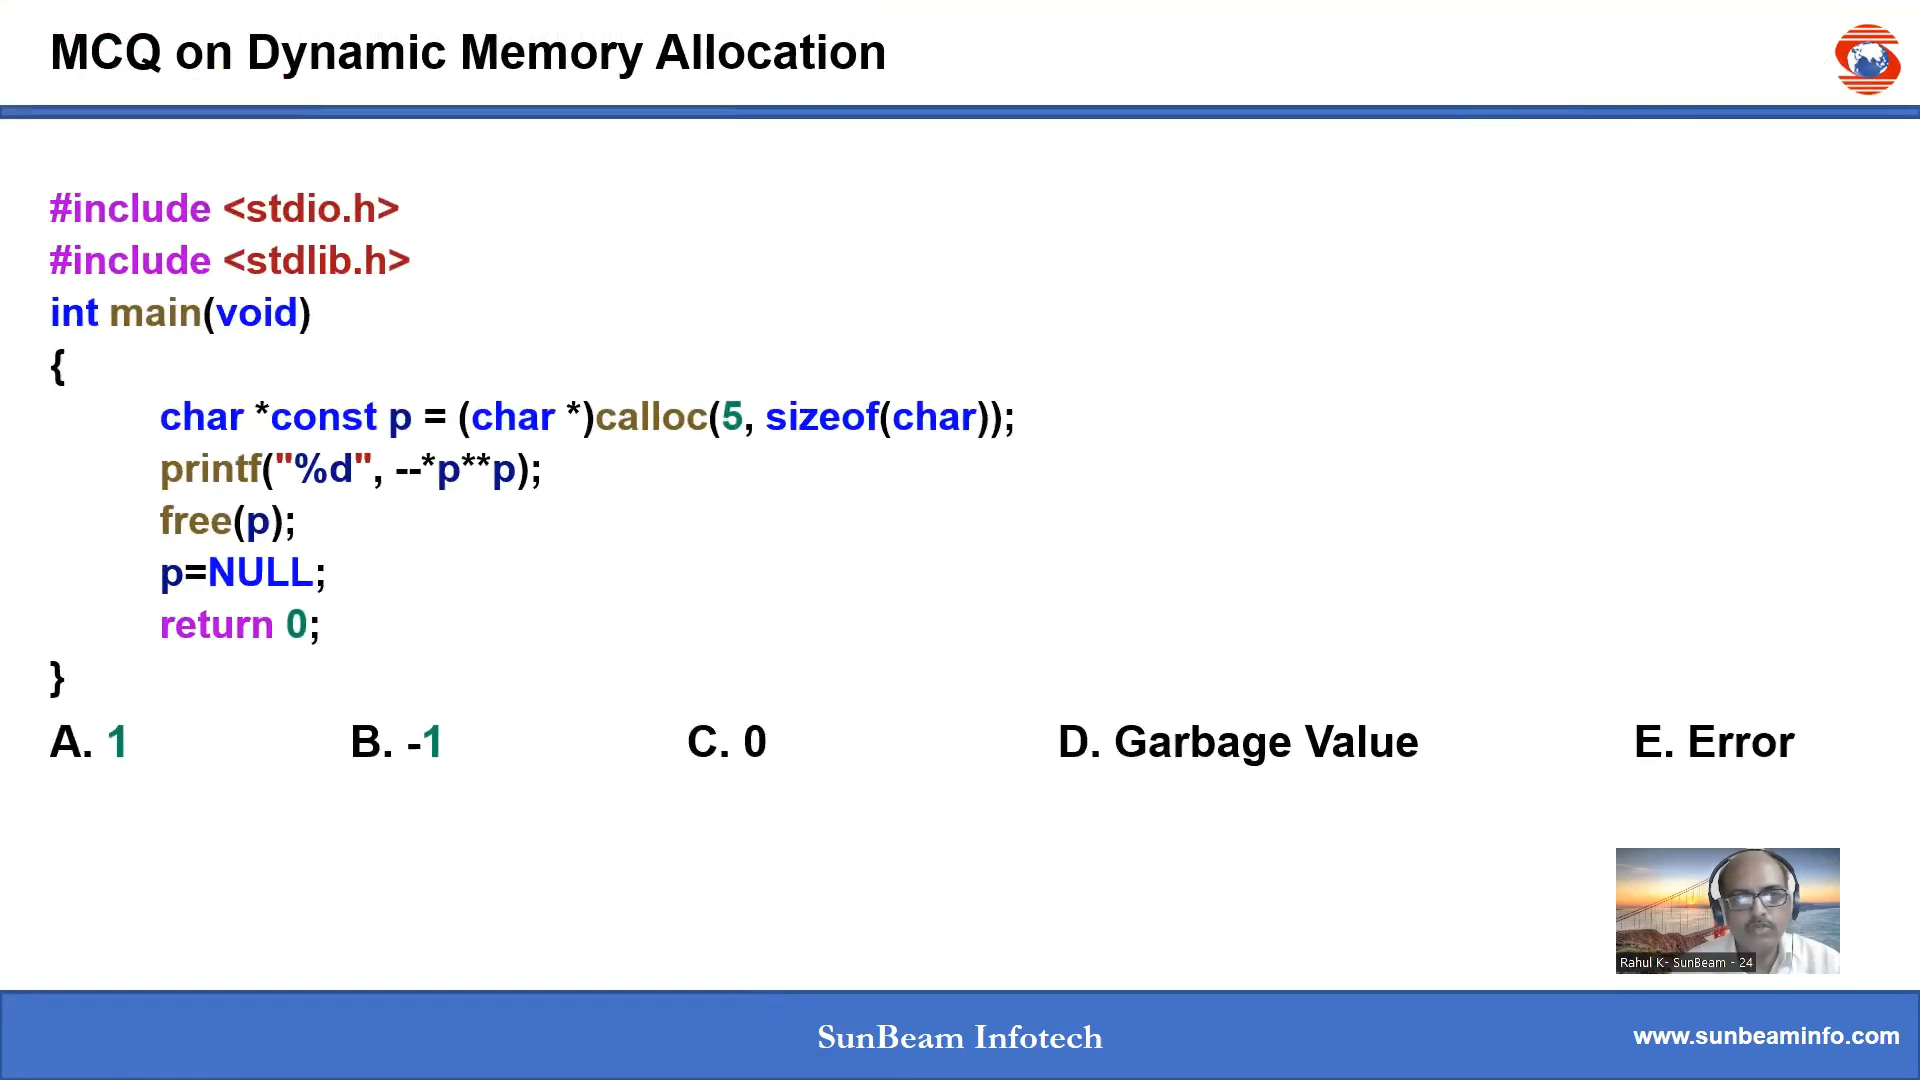 MCQ on Dynamic Memory Allocation
#include <stdio.h>
#include <stdlib.h>
int main(void)
{
char *const p = (char *)calloc(5, sizeof(char));
printf("%d", --*p**p);
free(p);
p=NULL;
return 0;
}
A. 1 B. -1 C. 0 D. Garbage Value E. Error
Rahul K- SunBeam - 24
SunBeam Infotech
www.sunbeaminfo.com